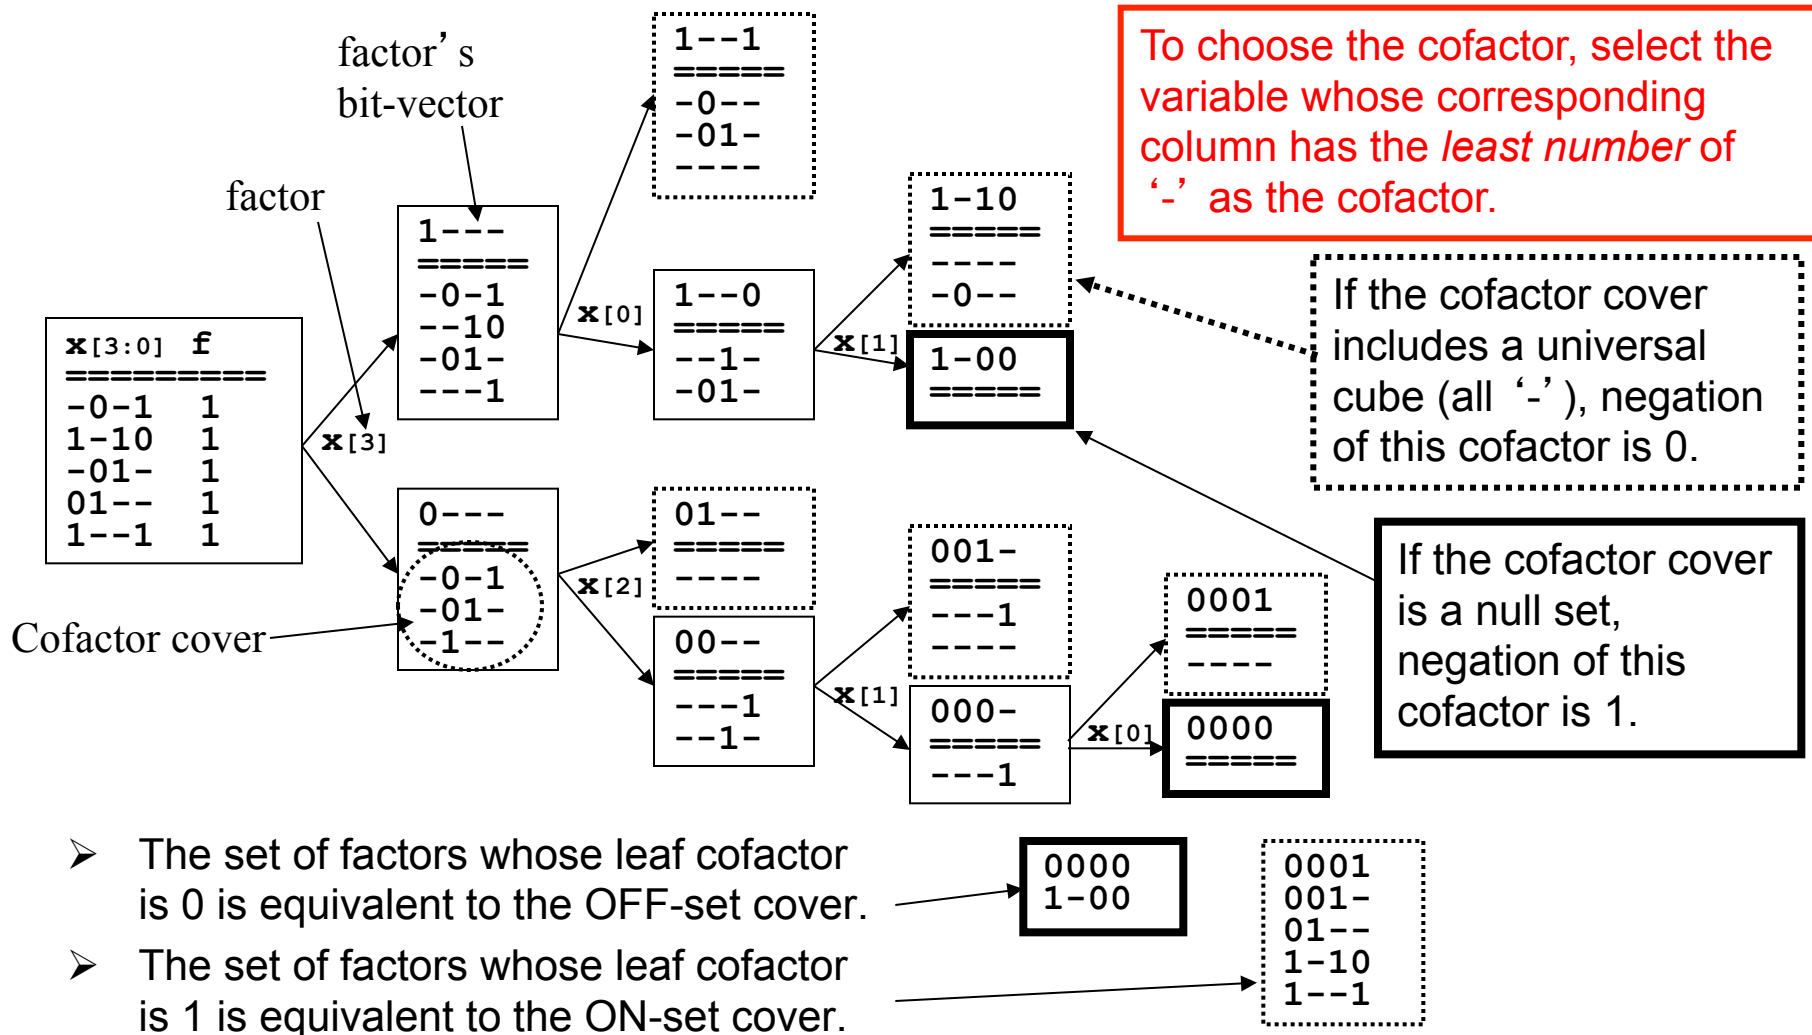 factor's
bit-vector
factor
Cofactor cover
x[3:0] f
=========
-0-1 1
1-10 1
-01- 1
01-- 1
1--1 1
x[3]
1---
=====
-0-1
--10
-01-
---1
0---
=====
-0-1
-01-
-1--
x[0]
x[2]
1--1
=====
-0--
-01-
----
1--0
=====
--1-
-01-
01--
=====
----
00--
=====
---1
--1-
x[1]
x[1]
1-10
=====
----
-0--
1-00
=====
001-
=====
---1
----
000-
=====
---1
x[0]
0001
=====
----
0000
=====
To choose the cofactor, select the
variable whose corresponding
column has the least number of
‘-’ as the cofactor.
If the cofactor cover
includes a universal
cube (all ‘-’), negation
of this cofactor is 0.
If the cofactor cover
is a null set,
negation of this
cofactor is 1.
➢ The set of factors whose leaf cofactor
is 0 is equivalent to the OFF-set cover.
➢ The set of factors whose leaf cofactor
is 1 is equivalent to the ON-set cover.
0000
1-00
0001
001-
01--
1-10
1--1